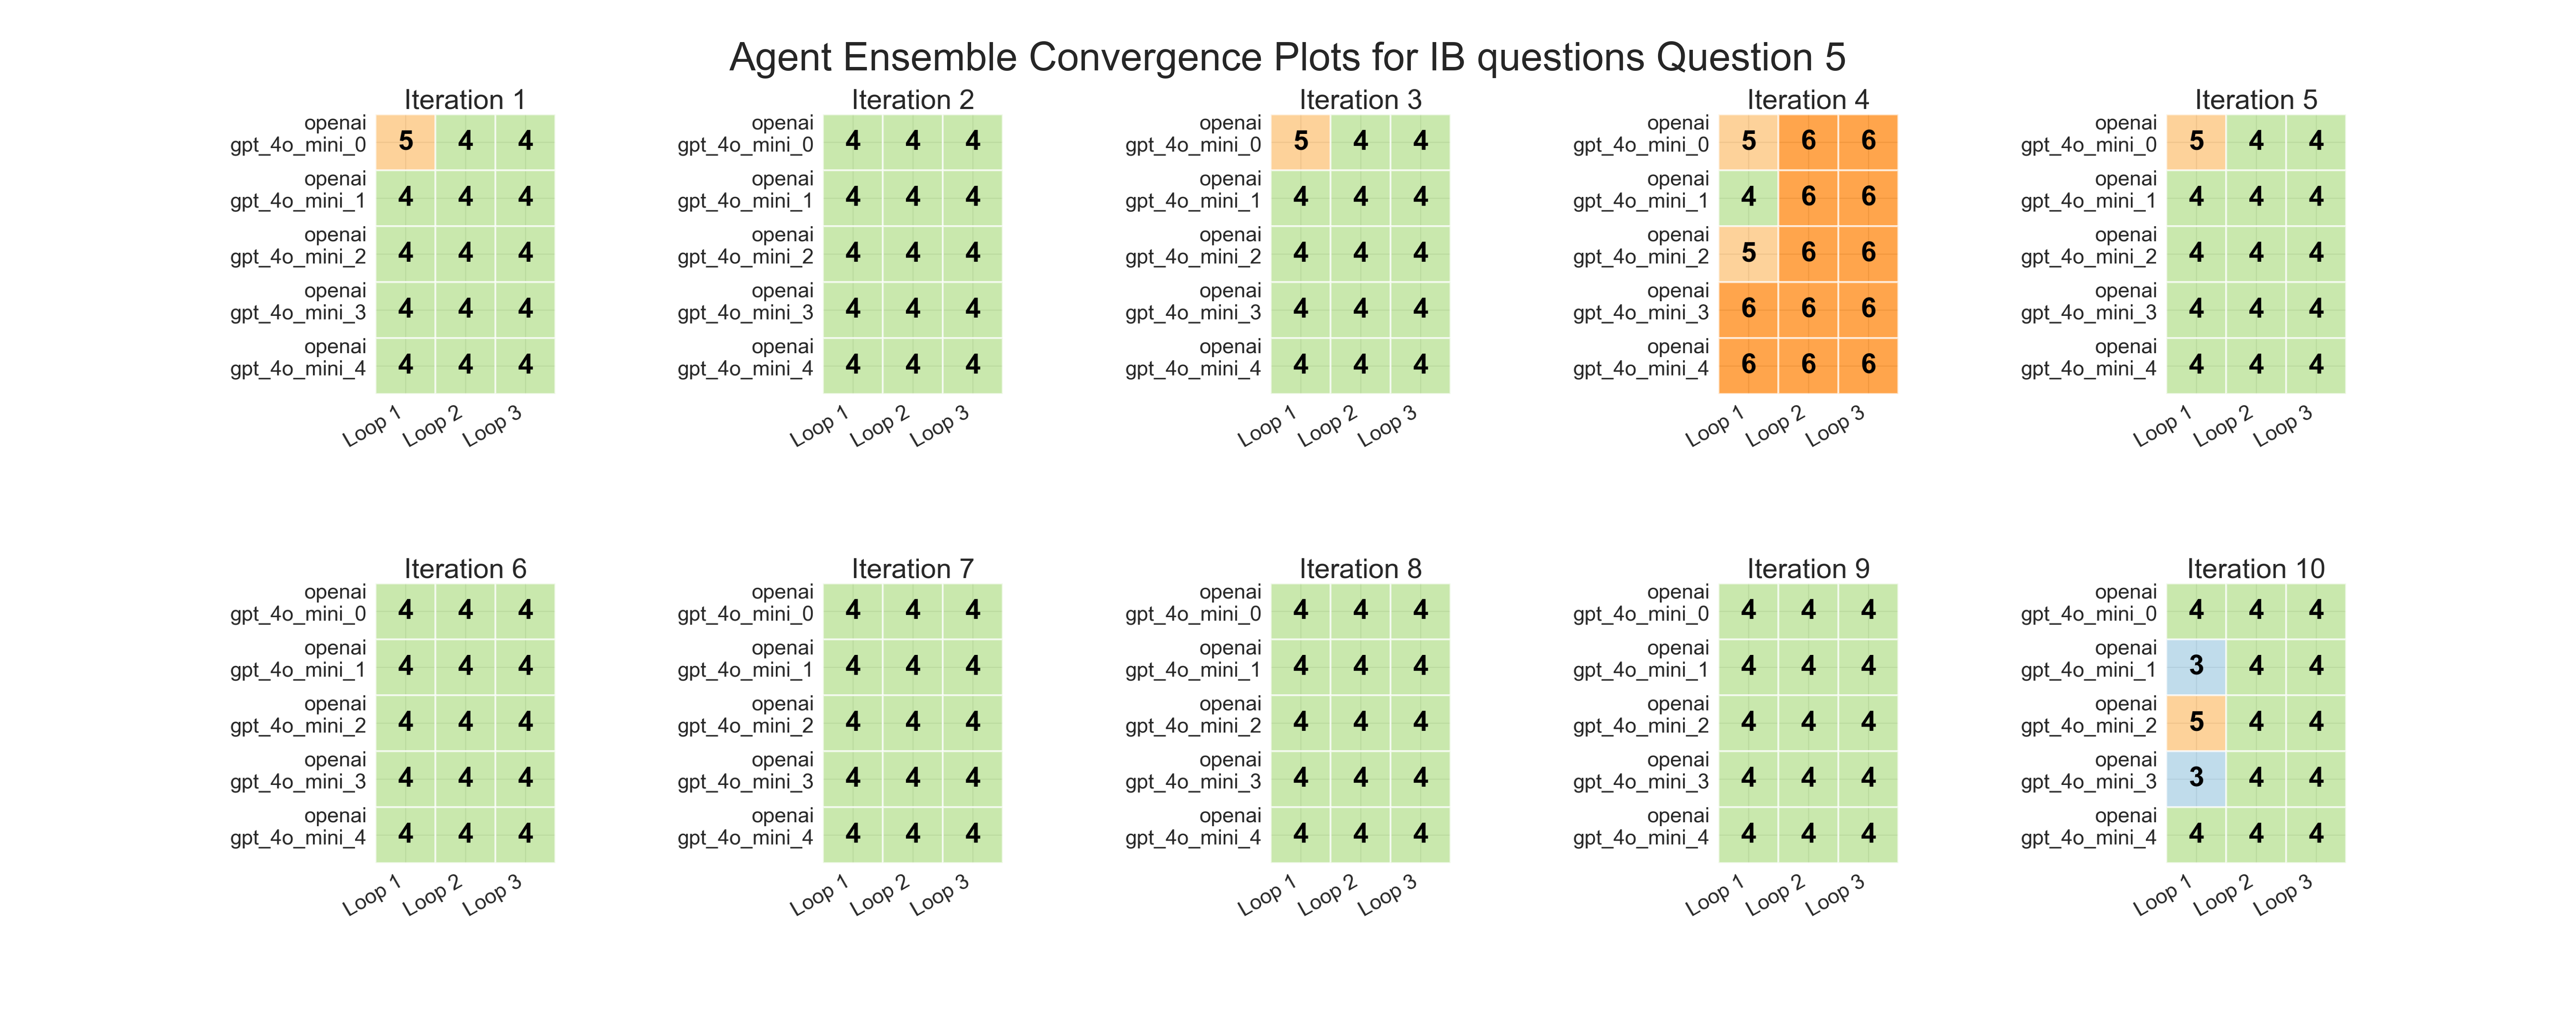 Agent Ensemble Convergence Plots for IB questions Question 5
Iteration 1
openai
gpt_4o_mini_0 5 4 4
openai
gpt_4o_mini_1 4 4 4
openai
gpt_4o_mini_2 4 4 4
openai
gpt_4o_mini_3 4 4 4
openai
gpt_4o_mini_4 4 4 4
Loop 1 Loop 2 Loop 3
Iteration 2
openai
gpt_4o_mini_0 4 4 4
openai
gpt_4o_mini_1 4 4 4
openai
gpt_4o_mini_2 4 4 4
openai
gpt_4o_mini_3 4 4 4
openai
gpt_4o_mini_4 4 4 4
Loop 1 Loop 2 Loop 3
Iteration 3
openai
gpt_4o_mini_0 5 4 4
openai
gpt_4o_mini_1 4 4 4
openai
gpt_4o_mini_2 4 4 4
openai
gpt_4o_mini_3 4 4 4
openai
gpt_4o_mini_4 4 4 4
Loop 1 Loop 2 Loop 3
Iteration 4
openai
gpt_4o_mini_0 5 6 6
openai
gpt_4o_mini_1 4 6 6
openai
gpt_4o_mini_2 5 6 6
openai
gpt_4o_mini_3 6 6 6
openai
gpt_4o_mini_4 6 6 6
Loop 1 Loop 2 Loop 3
Iteration 5
openai
gpt_4o_mini_0 5 4 4
openai
gpt_4o_mini_1 4 4 4
openai
gpt_4o_mini_2 4 4 4
openai
gpt_4o_mini_3 4 4 4
openai
gpt_4o_mini_4 4 4 4
Loop 1 Loop 2 Loop 3
Iteration 6
openai
gpt_4o_mini_0 4 4 4
openai
gpt_4o_mini_1 4 4 4
openai
gpt_4o_mini_2 4 4 4
openai
gpt_4o_mini_3 4 4 4
openai
gpt_4o_mini_4 4 4 4
Loop 1 Loop 2 Loop 3
Iteration 7
openai
gpt_4o_mini_0 4 4 4
openai
gpt_4o_mini_1 4 4 4
openai
gpt_4o_mini_2 4 4 4
openai
gpt_4o_mini_3 4 4 4
openai
gpt_4o_mini_4 4 4 4
Loop 1 Loop 2 Loop 3
Iteration 8
openai
gpt_4o_mini_0 4 4 4
openai
gpt_4o_mini_1 4 4 4
openai
gpt_4o_mini_2 4 4 4
openai
gpt_4o_mini_3 4 4 4
openai
gpt_4o_mini_4 4 4 4
Loop 1 Loop 2 Loop 3
Iteration 9
openai
gpt_4o_mini_0 4 4 4
openai
gpt_4o_mini_1 4 4 4
openai
gpt_4o_mini_2 4 4 4
openai
gpt_4o_mini_3 4 4 4
openai
gpt_4o_mini_4 4 4 4
Loop 1 Loop 2 Loop 3
Iteration 10
openai
gpt_4o_mini_0 4 4 4
openai
gpt_4o_mini_1 3 4 4
openai
gpt_4o_mini_2 5 4 4
openai
gpt_4o_mini_3 3 4 4
openai
gpt_4o_mini_4 4 4 4
Loop 1 Loop 2 Loop 3